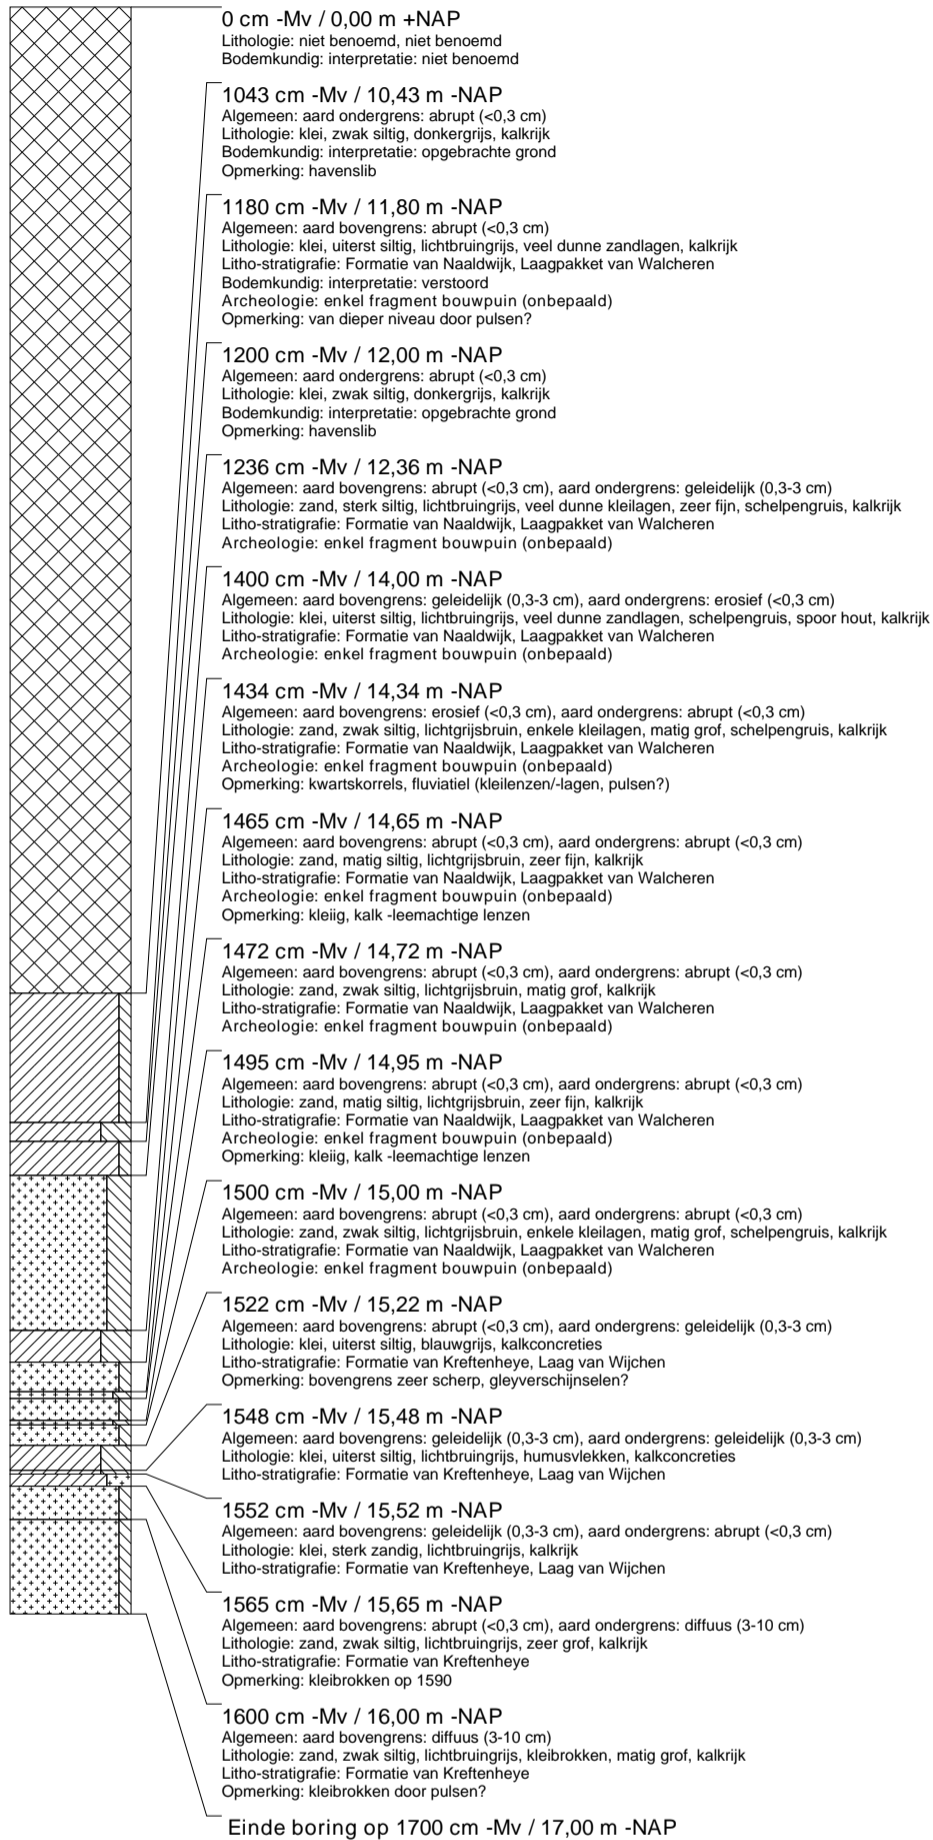 0 cm -Mv / 0,00 m +NAP
Lithologie: niet benoemd, niet benoemd
Bodemkundig: interpretatie: niet benoemd
1043 cm -Mv / 10,43 m -NAP
Algemeen: aard ondergrens: abrupt (<0,3 cm)
Lithologie: klei, zwak siltig, donkergrijs, kalkrijk
Bodemkundig: interpretatie: opgebrachte grond
Opmerking: havenslib
1180 cm -Mv / 11,80 m -NAP
Algemeen: aard bovengrens: abrupt (<0,3 cm)
Lithologie: klei, uiterst siltig, lichtbruingrijs, veel dunne zandlagen, kalkrijk
Litho-stratigrafie: Formatie van Naaldwijk, Laagpakket van Walcheren
Bodemkundig: interpretatie: verstoord
Archeologie: enkel fragment bouwpuin (onbepaald)
Opmerking: van dieper niveau door pulsen?
1200 cm -Mv / 12,00 m -NAP
Algemeen: aard ondergrens: abrupt (<0,3 cm)
Lithologie: klei, zwak siltig, donkergrijs, kalkrijk
Bodemkundig: interpretatie: opgebrachte grond
Opmerking: havenslib
1236 cm -Mv / 12,36 m -NAP
Algemeen: aard bovengrens: abrupt (<0,3 cm), aard ondergrens: geleidelijk (0,3-3 cm)
Lithologie: zand, sterk siltig, lichtbruingrijs, veel dunne kleilagen, zeer fijn, schelpengruis, kalkrijk
Litho-stratigrafie: Formatie van Naaldwijk, Laagpakket van Walcheren
Archeologie: enkel fragment bouwpuin (onbepaald)
1400 cm -Mv / 14,00 m -NAP
Algemeen: aard bovengrens: geleidelijk (0,3-3 cm), aard ondergrens: erosief (<0,3 cm)
Lithologie: klei, uiterst siltig, lichtbruingrijs, veel dunne zandlagen, schelpengruis, spoor hout, kalkrijk
Litho-stratigrafie: Formatie van Naaldwijk, Laagpakket van Walcheren
Archeologie: enkel fragment bouwpuin (onbepaald)
1434 cm -Mv / 14,34 m -NAP
Algemeen: aard bovengrens: erosief (<0,3 cm), aard ondergrens: abrupt (<0,3 cm)
Lithologie: zand, zwak siltig, lichtgrijsbruin, enkele kleilagen, matig grof, schelpengruis, kalkrijk
Litho-stratigrafie: Formatie van Naaldwijk, Laagpakket van Walcheren
Archeologie: enkel fragment bouwpuin (onbepaald)
Opmerking: kwartskorrels, fluviatiel (kleilenzen/-lagen, pulsen?)
1465 cm -Mv / 14,65 m -NAP
Algemeen: aard bovengrens: abrupt (<0,3 cm), aard ondergrens: abrupt (<0,3 cm)
Lithologie: zand, matig siltig, lichtgrijsbruin, zeer fijn, kalkrijk
Litho-stratigrafie: Formatie van Naaldwijk, Laagpakket van Walcheren
Archeologie: enkel fragment bouwpuin (onbepaald)
Opmerking: kleiig, kalk -leemachtige lenzen
1472 cm -Mv / 14,72 m -NAP
Algemeen: aard bovengrens: abrupt (<0,3 cm), aard ondergrens: abrupt (<0,3 cm)
Lithologie: zand, zwak siltig, lichtgrijsbruin, matig grof, kalkrijk
Litho-stratigrafie: Formatie van Naaldwijk, Laagpakket van Walcheren
Archeologie: enkel fragment bouwpuin (onbepaald)
1495 cm -Mv / 14,95 m -NAP
Algemeen: aard bovengrens: abrupt (<0,3 cm), aard ondergrens: abrupt (<0,3 cm)
Lithologie: zand, matig siltig, lichtgrijsbruin, zeer fijn, kalkrijk
Litho-stratigrafie: Formatie van Naaldwijk, Laagpakket van Walcheren
Archeologie: enkel fragment bouwpuin (onbepaald)
Opmerking: kleiig, kalk -leemachtige lenzen
1500 cm -Mv / 15,00 m -NAP
Algemeen: aard bovengrens: abrupt (<0,3 cm), aard ondergrens: abrupt (<0,3 cm)
Lithologie: zand, zwak siltig, lichtgrijsbruin, enkele kleilagen, matig grof, schelpengruis, kalkrijk
Litho-stratigrafie: Formatie van Naaldwijk, Laagpakket van Walcheren
Archeologie: enkel fragment bouwpuin (onbepaald)
1522 cm -Mv / 15,22 m -NAP
Algemeen: aard bovengrens: abrupt (<0,3 cm), aard ondergrens: geleidelijk (0,3-3 cm)
Lithologie: klei, uiterst siltig, blauwgrijs, kalkconcreties
Litho-stratigrafie: Formatie van Kreftenheye, Laag van Wijchen
Opmerking: bovengrens zeer scherp, gleyverschijnselen?
1548 cm -Mv / 15,48 m -NAP
Algemeen: aard bovengrens: geleidelijk (0,3-3 cm), aard ondergrens: geleidelijk (0,3-3 cm)
Lithologie: klei, uiterst siltig, lichtbruingrijs, humusvlekken, kalkconcreties
Litho-stratigrafie: Formatie van Kreftenheye, Laag van Wijchen
1552 cm -Mv / 15,52 m -NAP
Algemeen: aard bovengrens: geleidelijk (0,3-3 cm), aard ondergrens: abrupt (<0,3 cm)
Lithologie: klei, sterk zandig, lichtbruingrijs, kalkrijk
Litho-stratigrafie: Formatie van Kreftenheye, Laag van Wijchen
1565 cm -Mv / 15,65 m -NAP
Algemeen: aard bovengrens: abrupt (<0,3 cm), aard ondergrens: diffuus (3-10 cm)
Lithologie: zand, zwak siltig, lichtbruingrijs, zeer grof, kalkrijk
Litho-stratigrafie: Formatie van Kreftenheye
Opmerking: kleibrokken op 1590
1600 cm -Mv / 16,00 m -NAP
Algemeen: aard bovengrens: diffuus (3-10 cm)
Lithologie: zand, zwak siltig, lichtbruingrijs, kleibrokken, matig grof, kalkrijk
Litho-stratigrafie: Formatie van Kreftenheye
Opmerking: kleibrokken door pulsen?
Einde boring op 1700 cm -Mv / 17,00 m -NAP